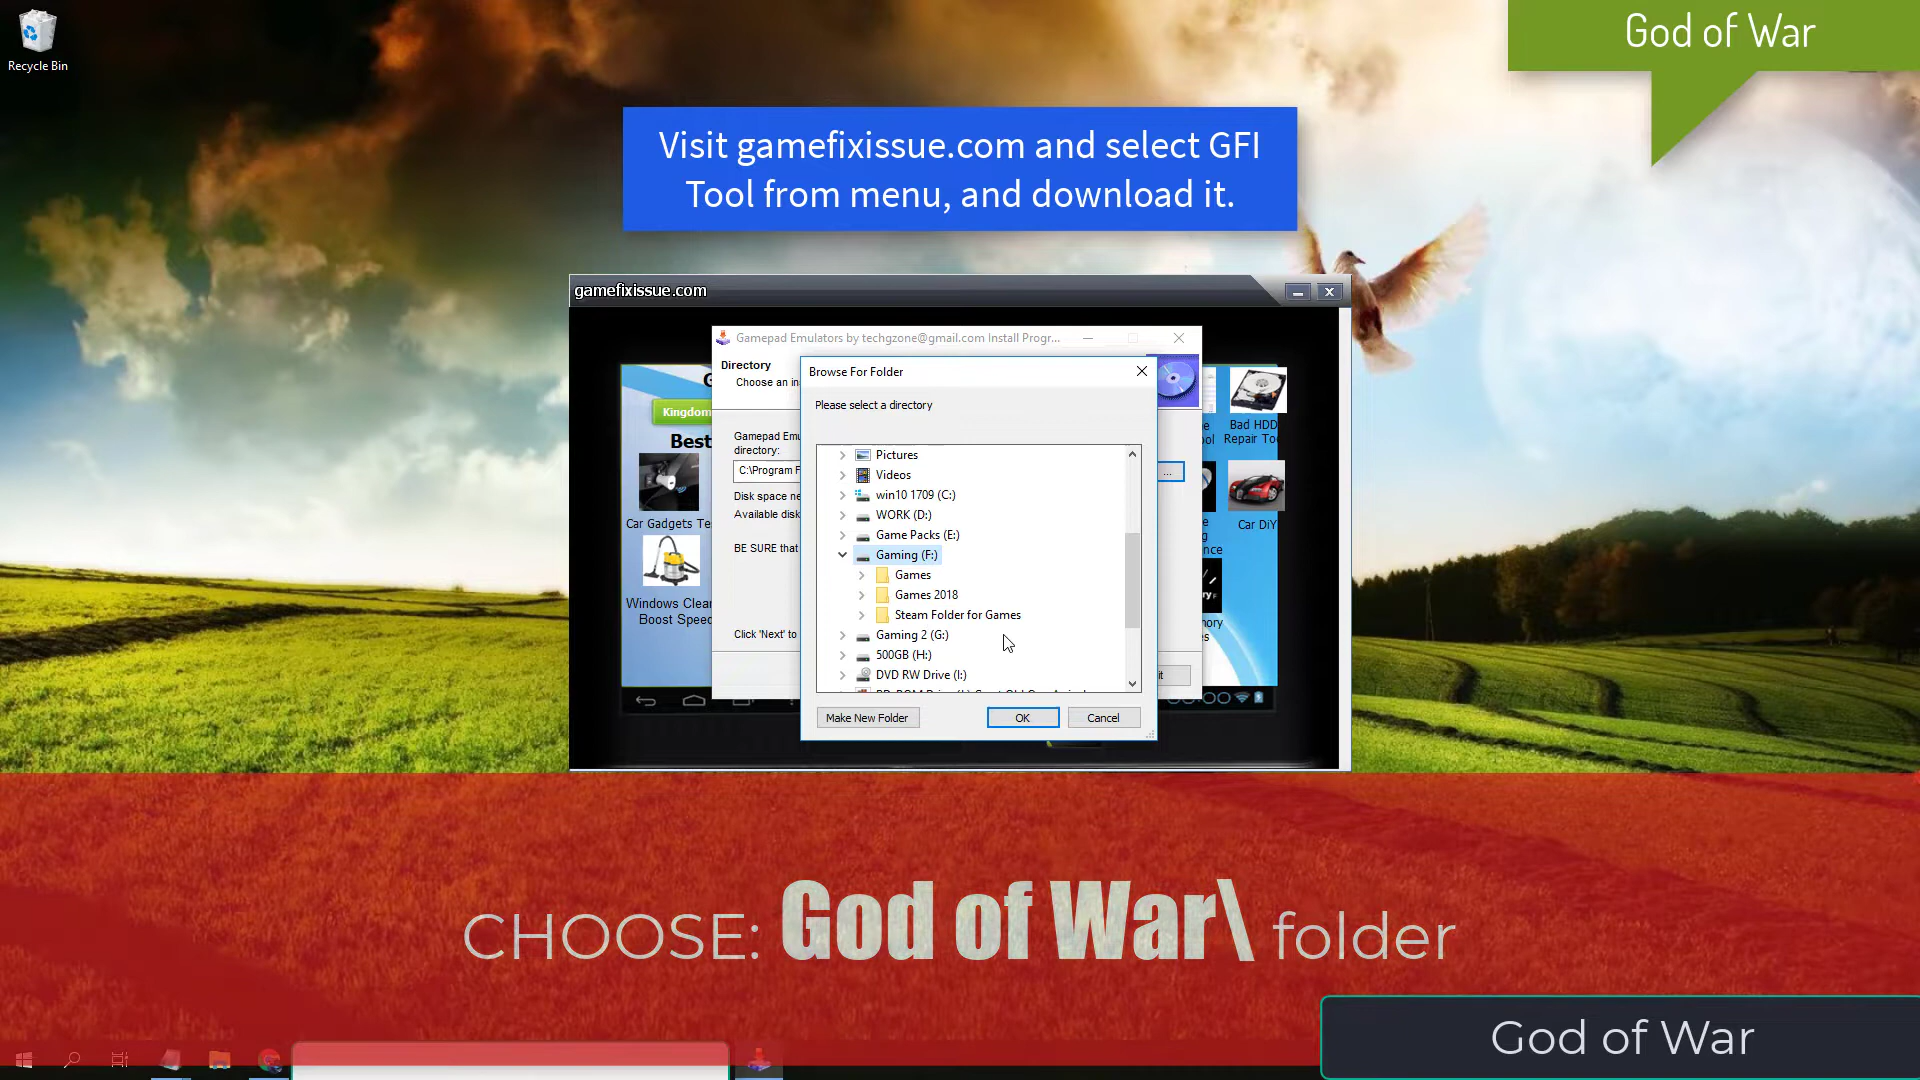 Recycle Bin
God of War
Visit gamefixissue.com and select GFI
Tool from menu, and download it.
gamefixissue.com
Gamepad Emulators by techgzone@gmail.com Install Progr...
Directory
Choose an in
Browse For Folder
Please select a directory
Kingdom
Best
Gamepad Emu
directory:
C:\Program F
...
Disk space ne
Available disk
BE SURE that
Click 'Next' to
Pictures
Videos
win10 1709 (C:)
WORK (D:)
Game Packs (E:)
Gaming (F:)
Games
Games 2018
Steam Folder for Games
Gaming 2 (G:)
500GB (H:)
DVD RW Drive (I:)
Make New Folder
OK
Cancel
Car Gadgets Te
Windows Clea
Boost Speed
Bad HDD
Repair To
Car DiY
CHOOSE: God of War\ folder
God of War